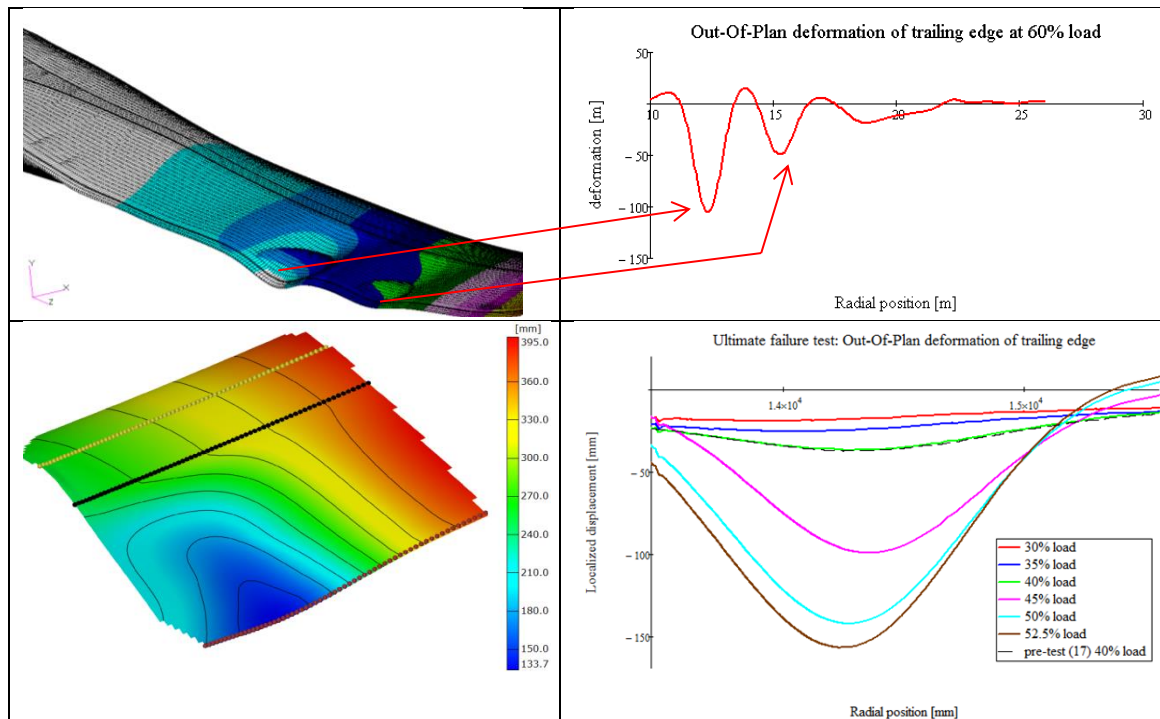 Out-Of-Plan deformation of trailing edge at 60% load
50
0
10
15
20
25
30
− 50
− 100
− 150
deformation [m]
Radial position [m]
Y
X
Z
[mm]
395.0
360.0
330.0
300.0
270.0
240.0
210.0
180.0
150.0
133.7
Ultimate failure test: Out-Of-Plan deformation of trailing edge
1.4×10⁴
1.5×10⁴
− 50
− 100
− 150
Localized displacement [mm]
30% load
35% load
40% load
45% load
50% load
52.5% load
pre-test (17) 40% load
Radial position [mm]